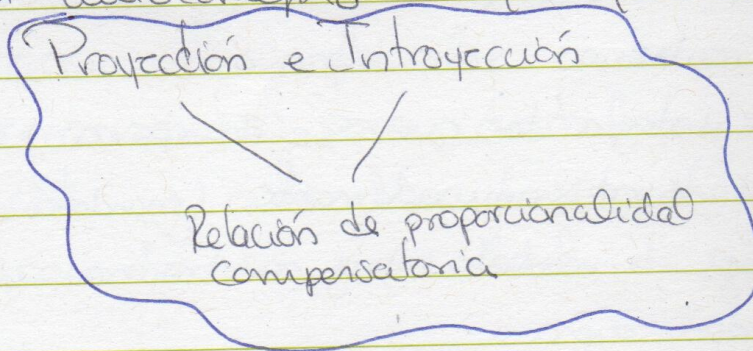 Proyección e Introyección
Relación de proporcionalidad
compensatoria